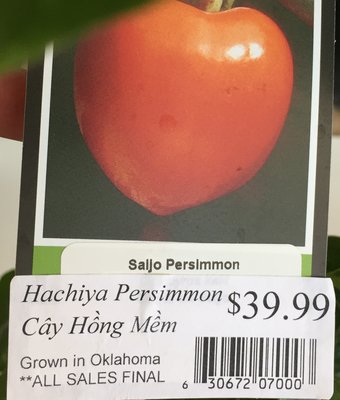 Saijo Persimmon
Hachiya Persimmon $39.99
Cây Hồng Mềm
Grown in Oklahoma
**ALL SALES FINAL
6 30672 07000